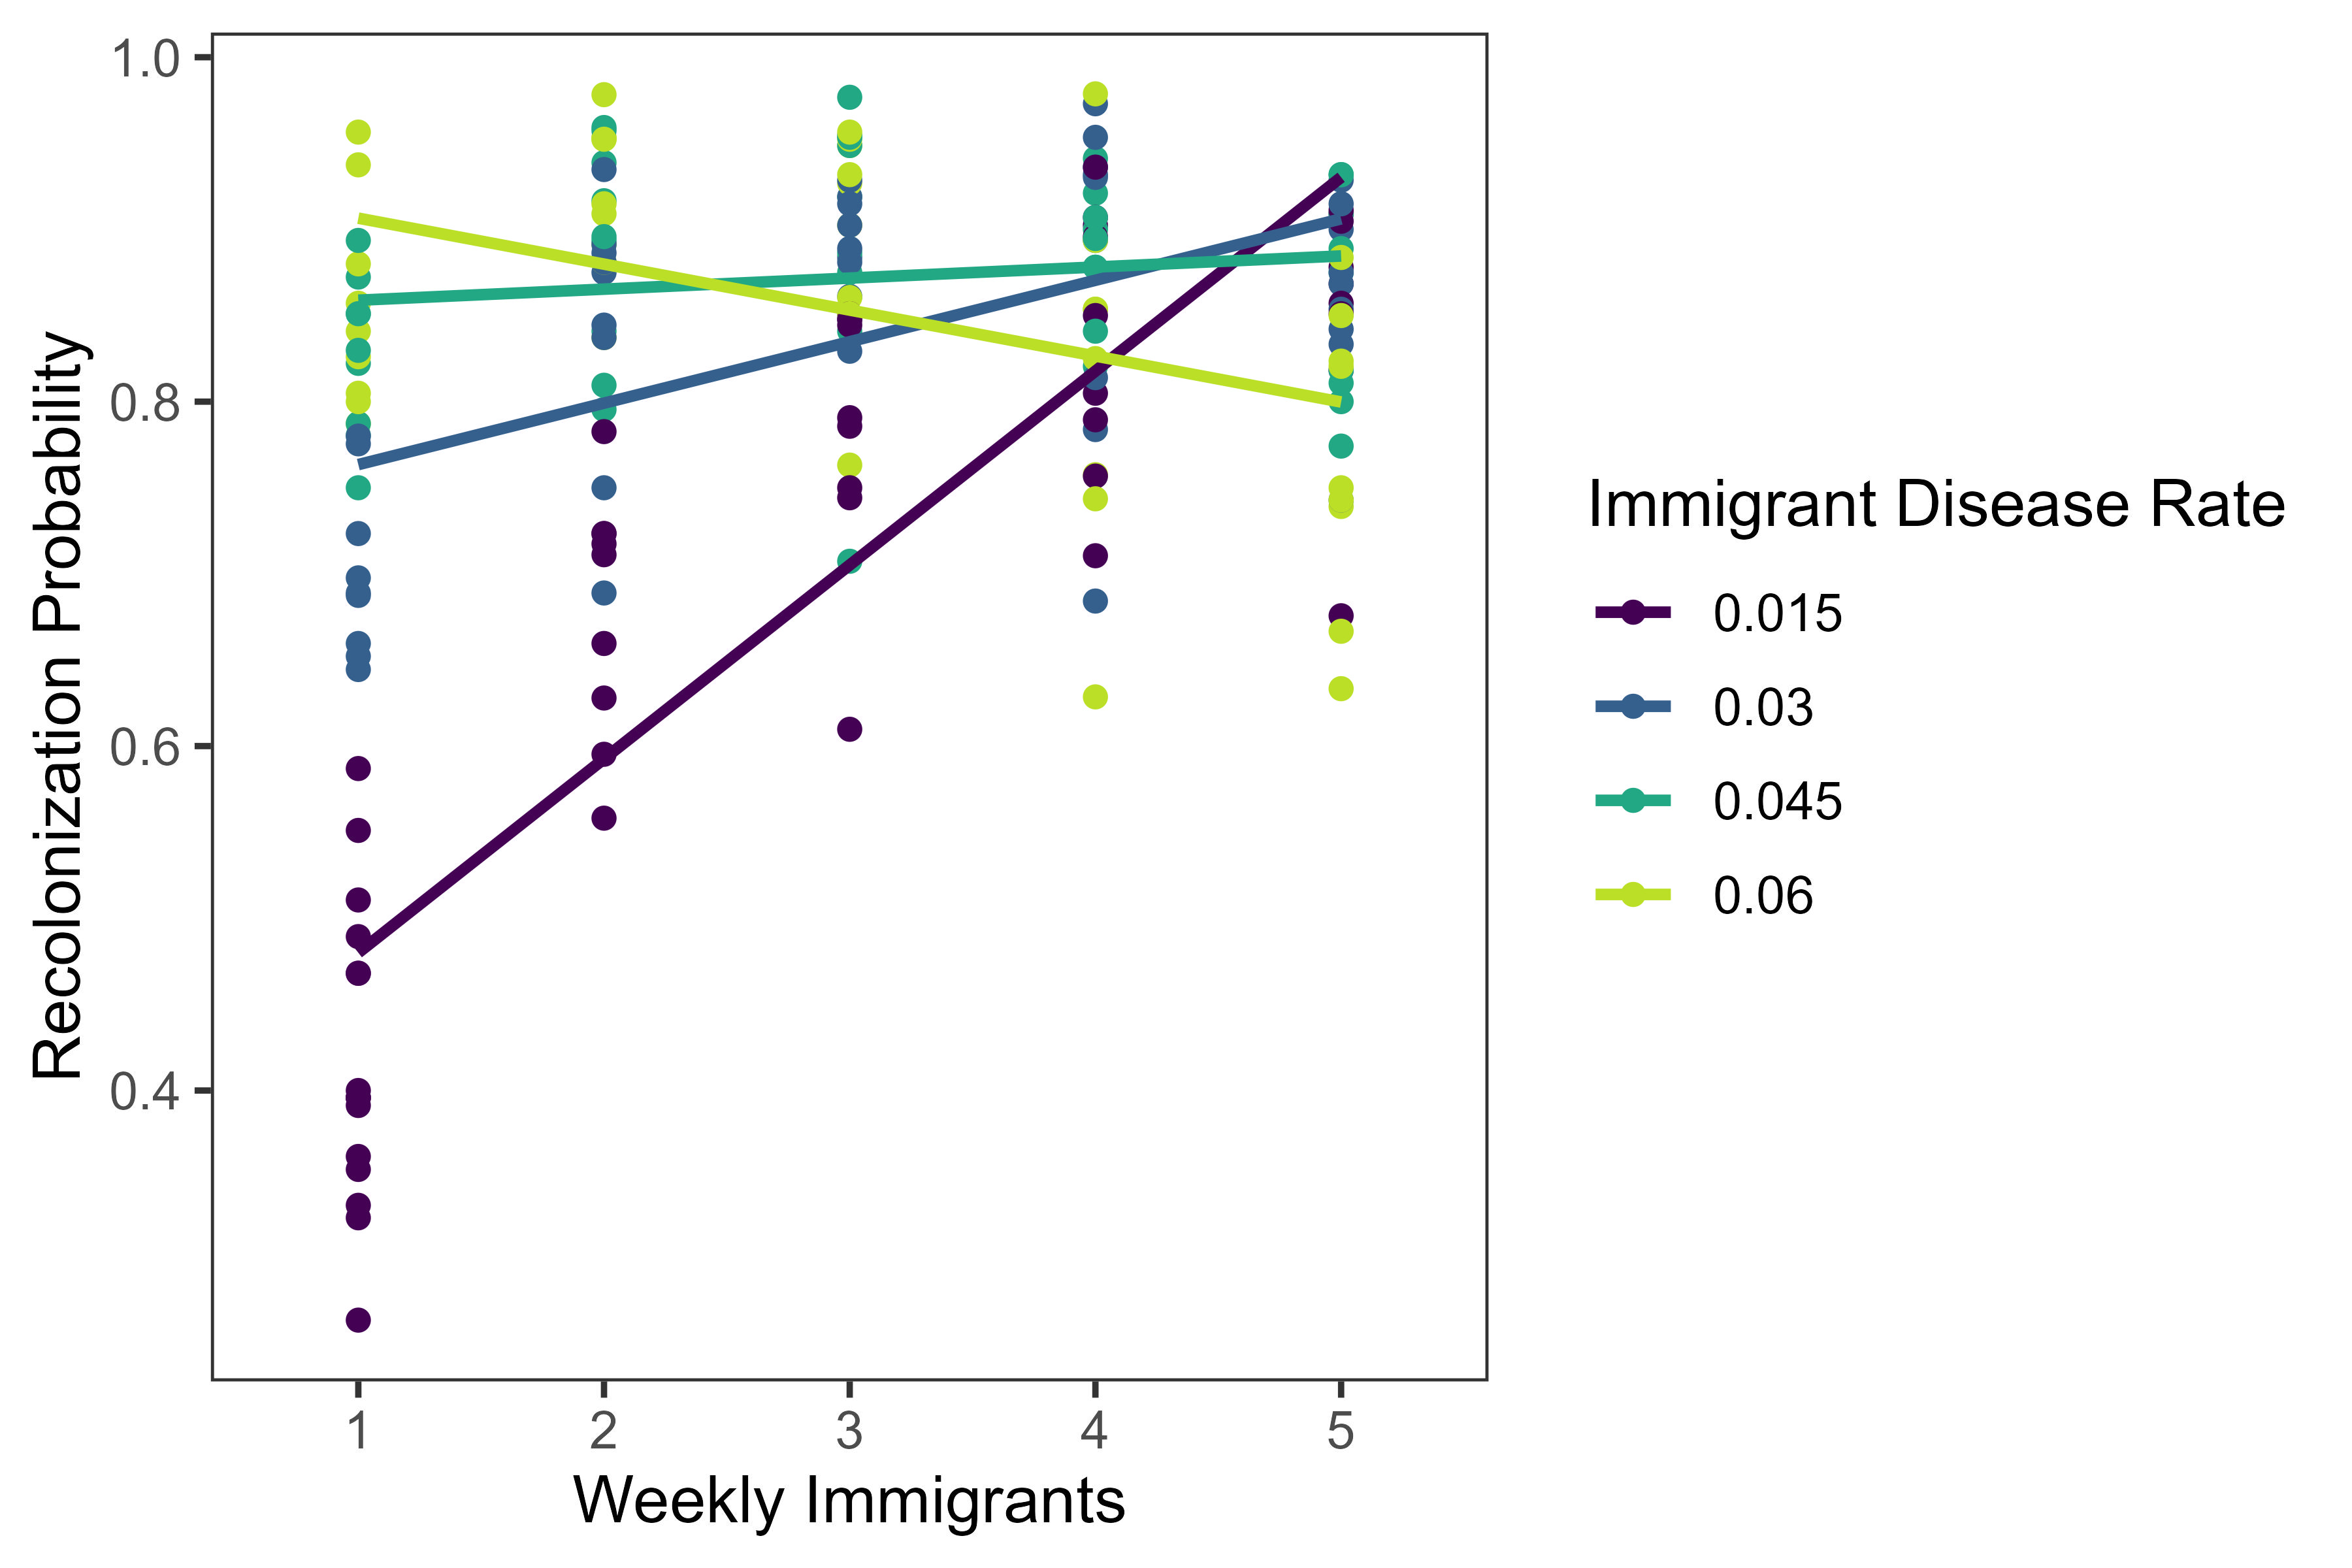 Recolonization Probability
1.0
0.8
0.6
0.4
1 2 3 4 5
Weekly Immigrants
Immigrant Disease Rate
0.015
0.03
0.045
0.06